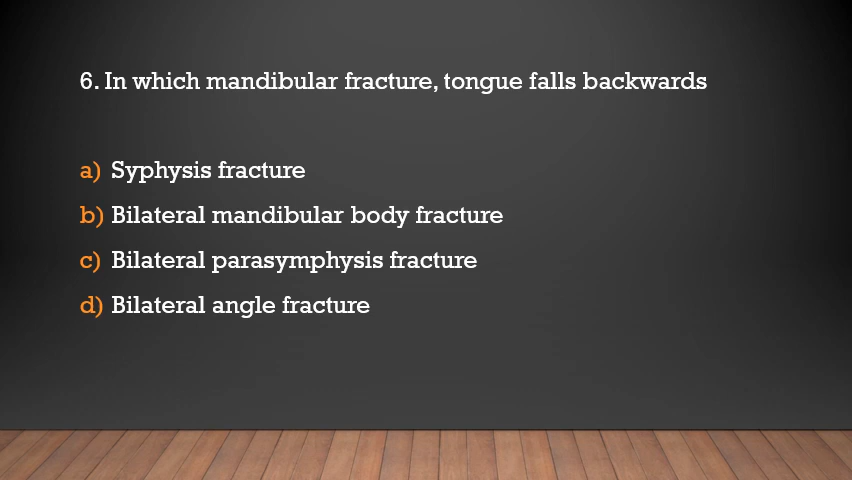 6. In which mandibular fracture, tongue falls backwards
a) Syphysis fracture
b) Bilateral mandibular body fracture
c) Bilateral parasymphysis fracture
d) Bilateral angle fracture